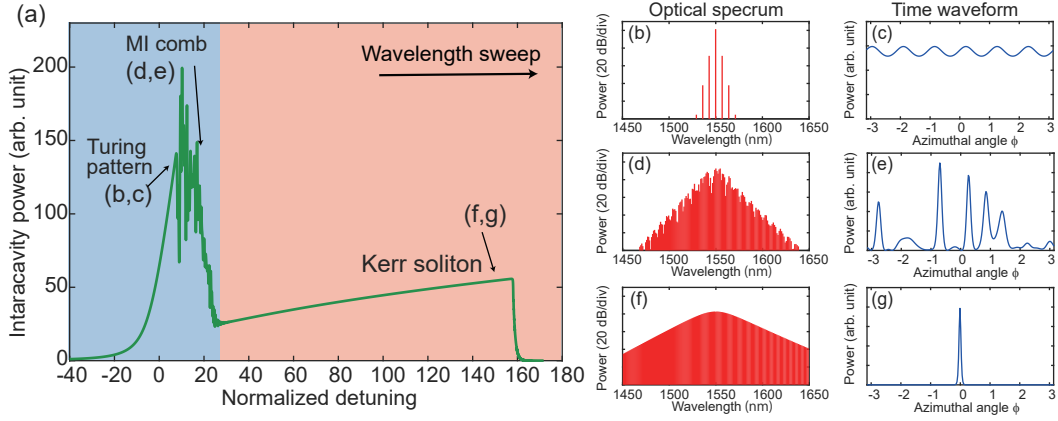 (a)
Intaracavity power (arb. unit)
200
150
100
50
0
MI comb
(d,e)
Turing
pattern
(b,c)
Wavelength sweep
(f,g)
Kerr soliton
-40 -20 0 20 40 60 80 100 120 140 160 180
Normalized detuning
Optical specrum
(b)
Power (20 dB/div)
1450 1500 1550 1600 1650
Wavelength (nm)
Time waveform
(c)
Power (arb. unit)
-3 -2 -1 0 1 2 3
Azimuthal angle ϕ
(d)
Power (20 dB/div)
1450 1500 1550 1600 1650
Wavelength (nm)
(e)
Power (arb. unit)
-3 -2 -1 0 1 2 3
Azimuthal angle ϕ
(f)
Power (20 dB/div)
1450 1500 1550 1600 1650
Wavelength (nm)
(g)
Power (arb. unit)
-3 -2 -1 0 1 2 3
Azimuthal angle ϕ